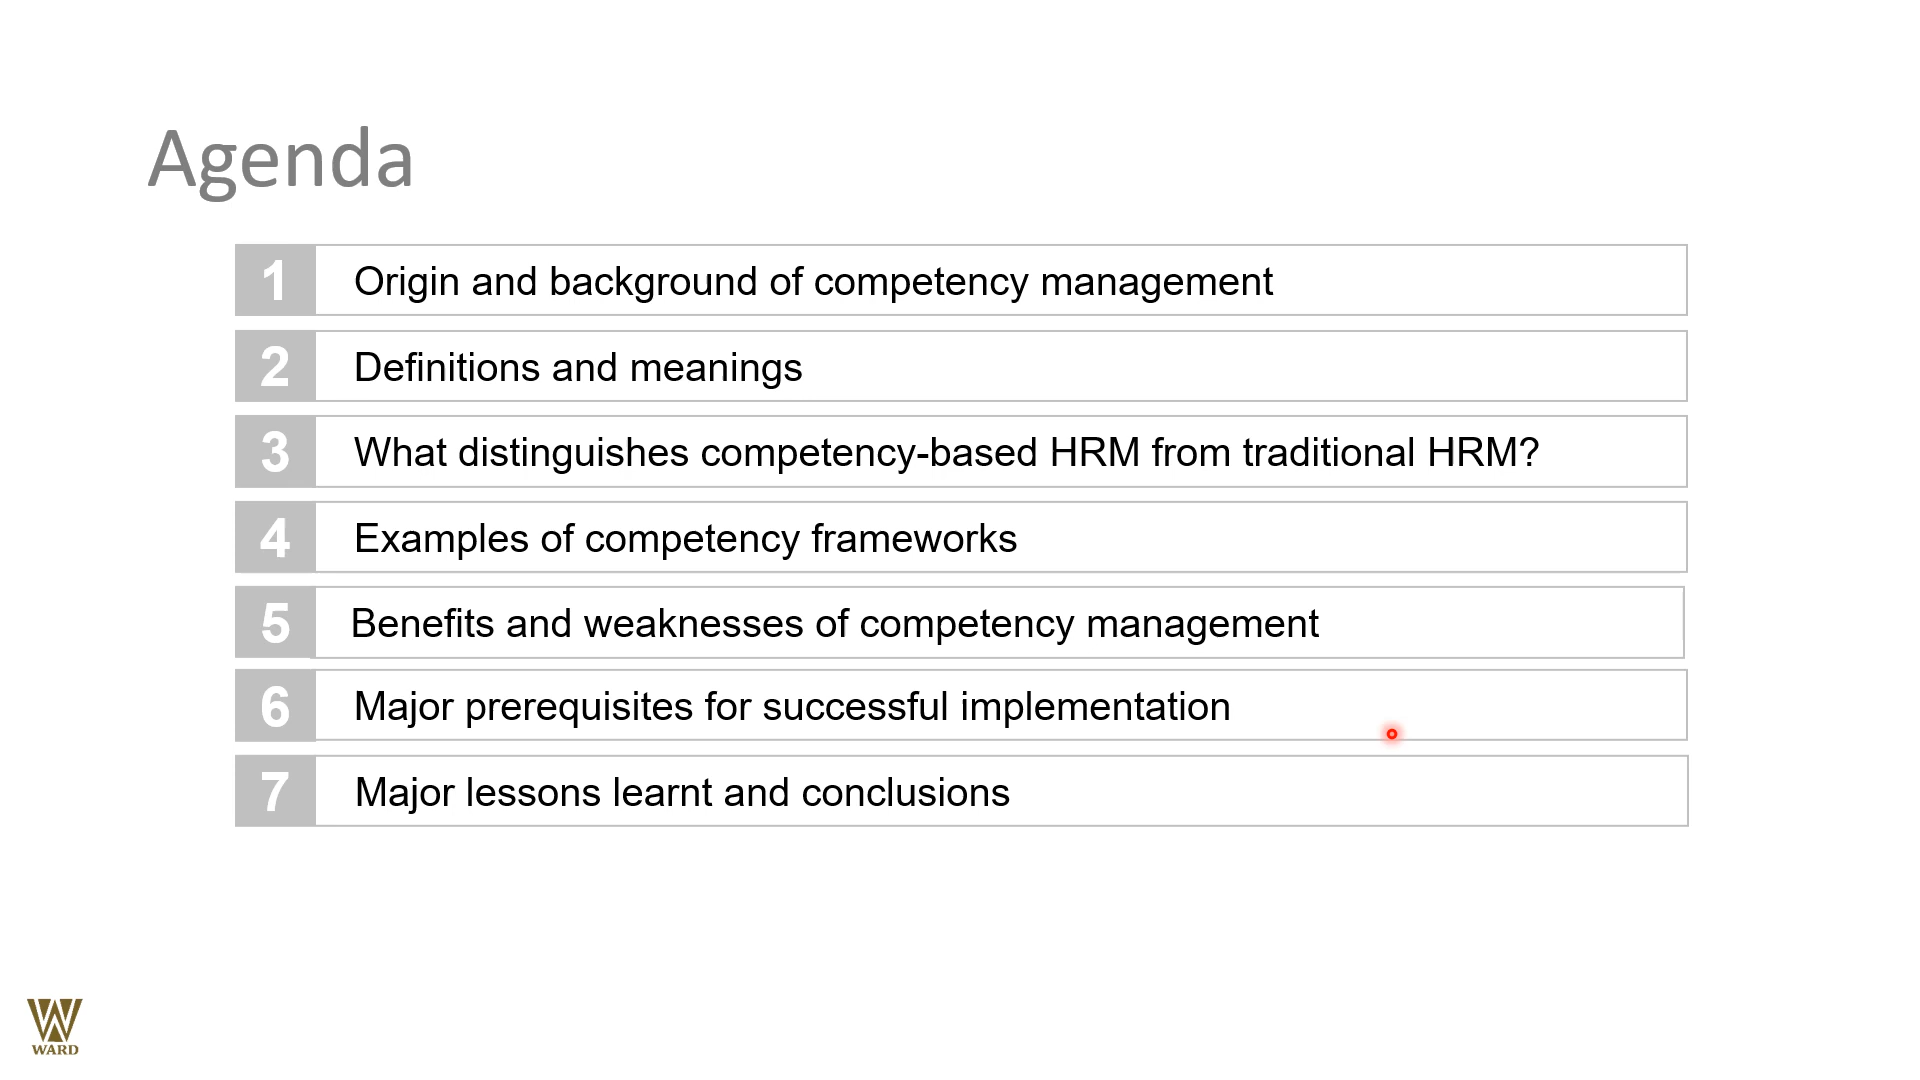 Agenda
1 Origin and background of competency management
2 Definitions and meanings
3 What distinguishes competency-based HRM from traditional HRM?
4 Examples of competency frameworks
5 Benefits and weaknesses of competency management
6 Major prerequisites for successful implementation
7 Major lessons learnt and conclusions
WARD